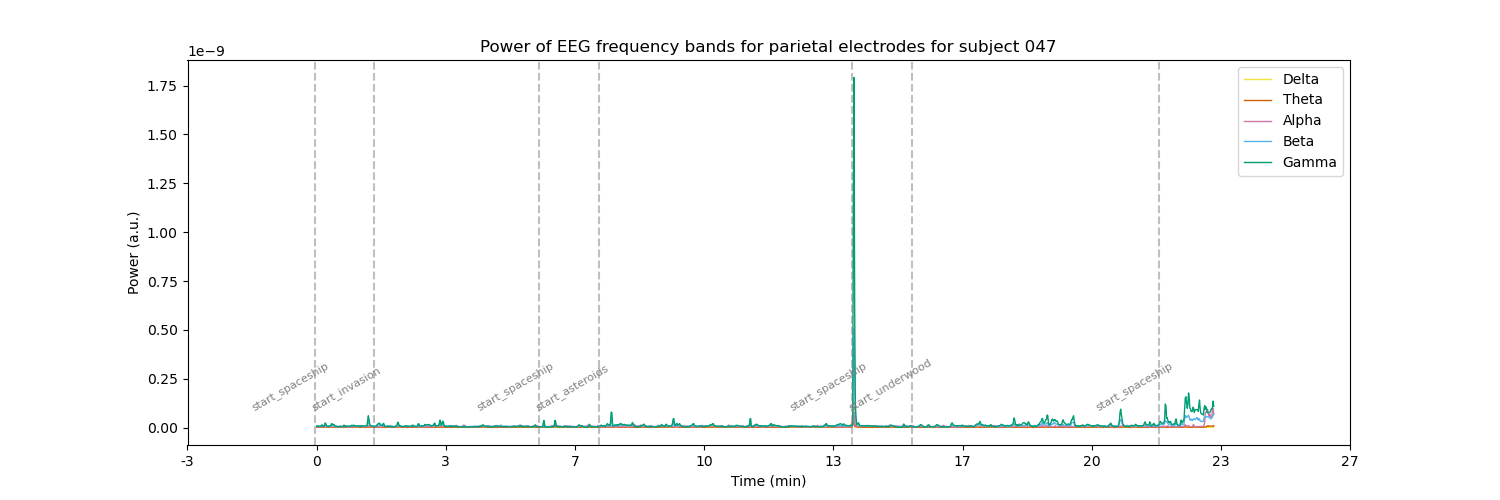 Power of EEG frequency bands for parietal electrodes for subject 047
1e−9
1.75
1.50
1.25
1.00
0.75
0.50
0.25
0.00
Power (a.u.)
Delta
Theta
Alpha
Beta
Gamma
start_spaceship
start_invasion
start_spaceship
start_asteroids
start_spaceship
start_underwood
start_spaceship
-3 0 3 7 10 13 17 20 23 27
Time (min)